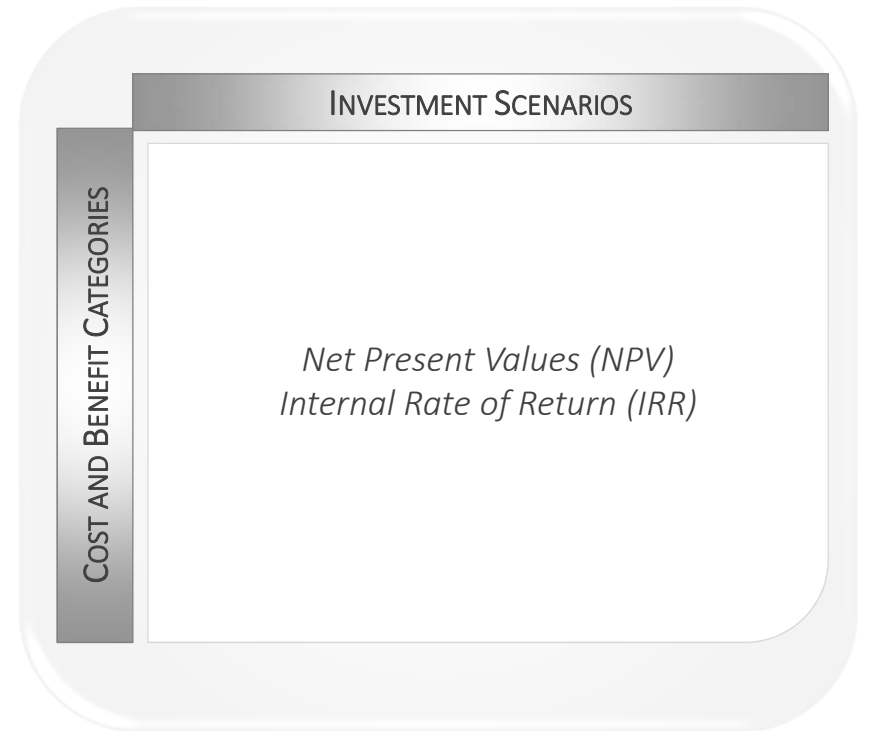 INVESTMENT SCENARIOS
COST AND BENEFIT CATEGORIES
Net Present Values (NPV)
Internal Rate of Return (IRR)